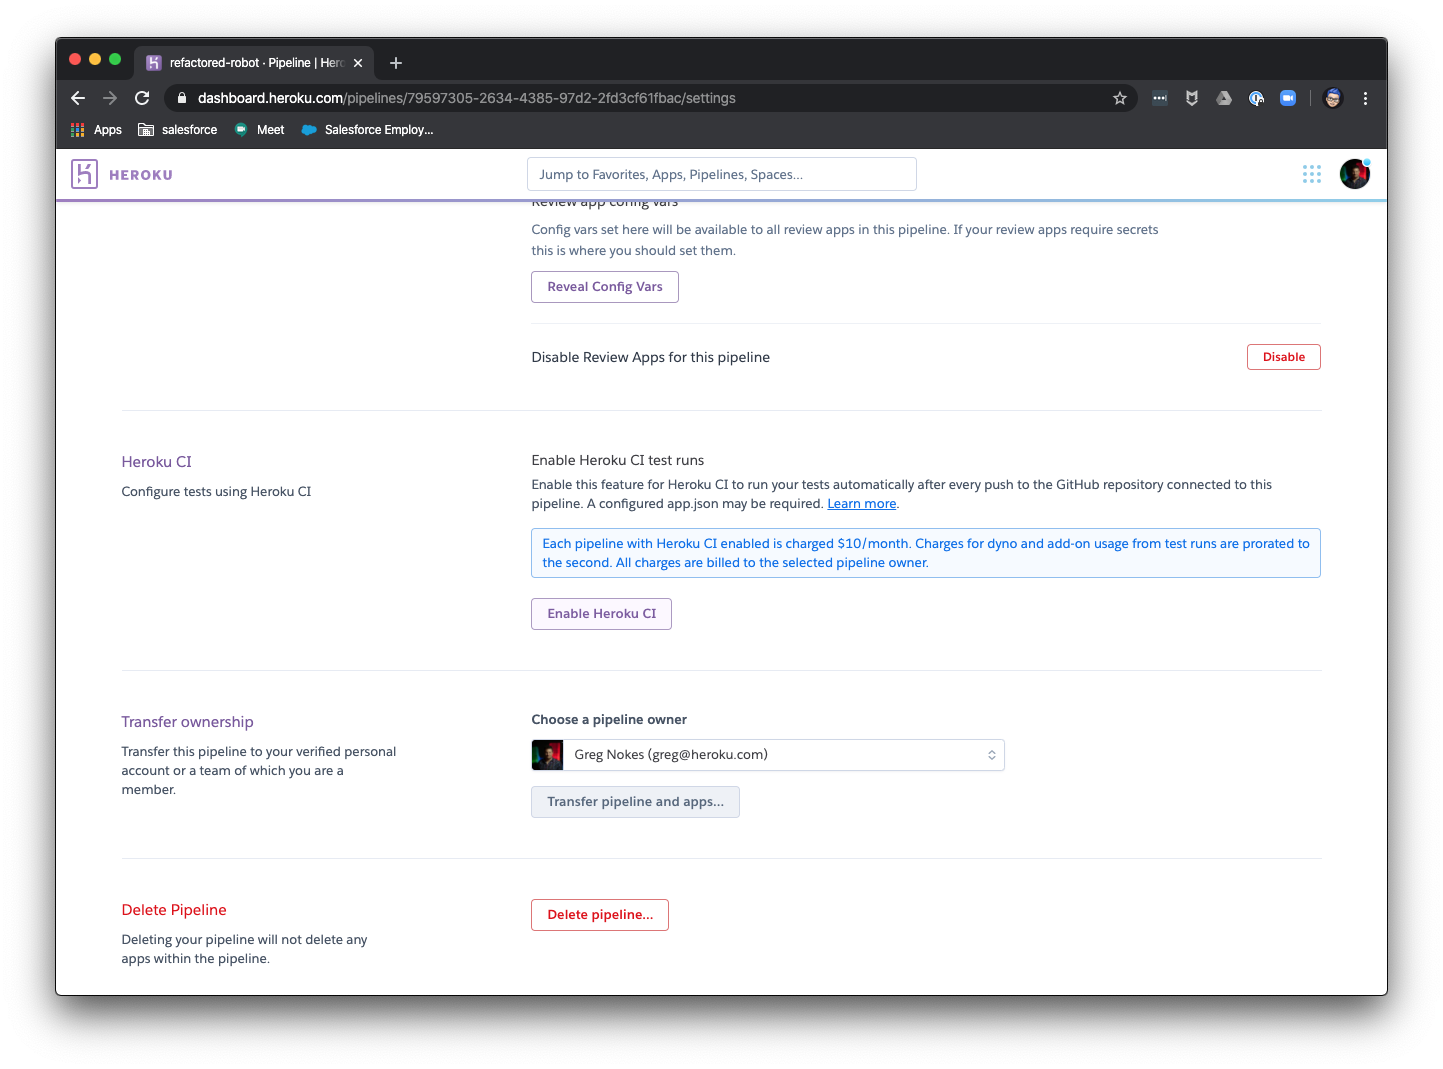 refactored-robot · Pipeline | Hero
dashboard.heroku.com/pipelines/79597305-2634-4385-97d2-2fd3cf61fbac/settings
Apps salesforce Meet Salesforce Employ...
HEROKU
Jump to Favorites, Apps, Pipelines, Spaces...
Review app config vars
Config vars set here will be available to all review apps in this pipeline. If your review apps require secrets
this is where you should set them.
Reveal Config Vars
Disable Review Apps for this pipeline
Disable
Heroku CI
Configure tests using Heroku CI
Enable Heroku CI test runs
Enable this feature for Heroku CI to run your tests automatically after every push to the GitHub repository connected to this
pipeline. A configured app.json may be required. Learn more.
Each pipeline with Heroku CI enabled is charged $10/month. Charges for dyno and add-on usage from test runs are prorated to
the second. All charges are billed to the selected pipeline owner.
Enable Heroku CI
Transfer ownership
Transfer this pipeline to your verified personal
account or a team of which you are a
member.
Choose a pipeline owner
Greg Nokes (greg@heroku.com)
Transfer pipeline and apps...
Delete Pipeline
Deleting your pipeline will not delete any
apps within the pipeline.
Delete pipeline...